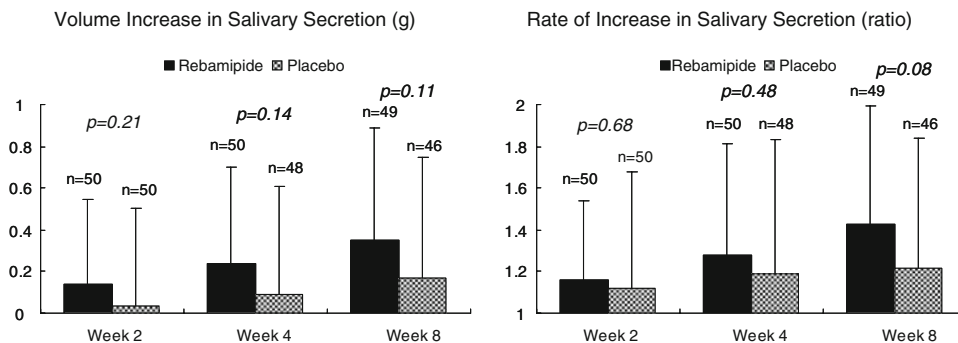 Volume Increase in Salivary Secretion (g)
Rebamipide Placebo
p=0.21
p=0.14
p=0.11
n=50
n=50
n=50
n=48
n=49
n=46
1
0.8
0.6
0.4
0.2
0
Week 2 Week 4 Week 8
Rate of Increase in Salivary Secretion (ratio)
Rebamipide Placebo
p=0.68
p=0.48
p=0.08
n=50
n=50
n=50
n=48
n=49
n=46
2
1.8
1.6
1.4
1.2
1
Week 2 Week 4 Week 8